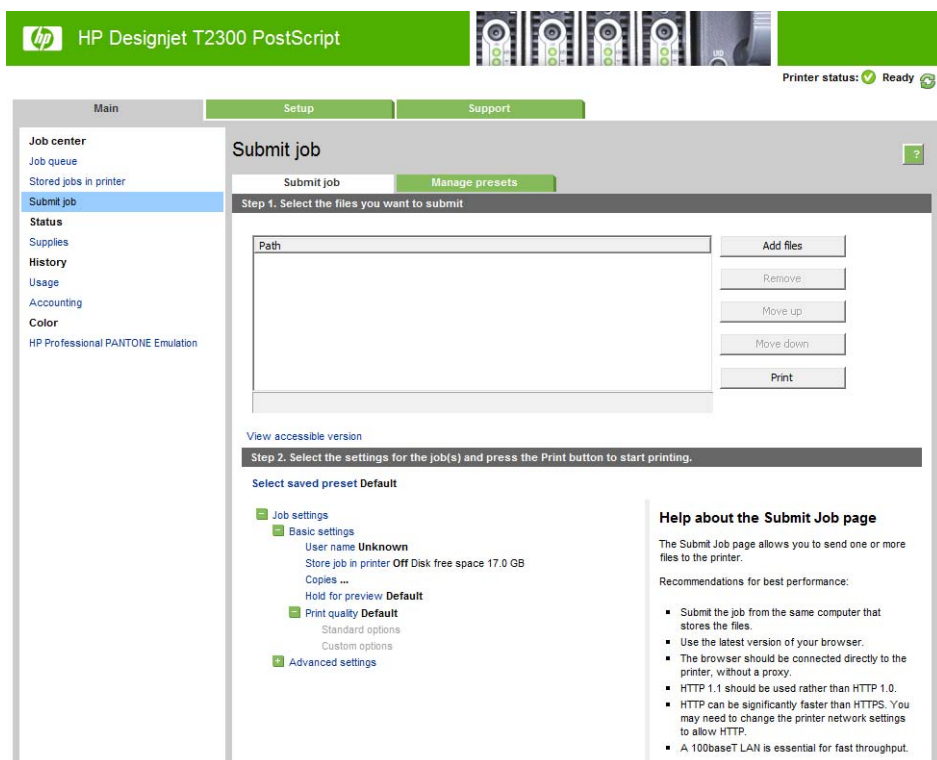 hp HP Designjet T2300 PostScript
UID
Printer status: Ready
Main Setup Support
Job center
Job queue
Stored jobs in printer
Submit job
Status
Supplies
History
Usage
Accounting
Color
HP Professional PANTONE Emulation
Submit job
?
Submit job Manage presets
Step 1. Select the files you want to submit
Path
Add files
Remove
Move up
Move down
Print
View accessible version
Step 2. Select the settings for the job(s) and press the Print button to start printing.
Select saved preset Default
Job settings
Basic settings
User name Unknown
Store job in printer Off Disk free space 17.0 GB
Copies ...
Hold for preview Default
Print quality Default
Standard options
Custom options
Advanced settings
Help about the Submit Job page
The Submit Job page allows you to send one or more
files to the printer.
Recommendations for best performance:
Submit the job from the same computer that
stores the files.
Use the latest version of your browser.
The browser should be connected directly to the
printer, without a proxy.
HTTP 1.1 should be used rather than HTTP 1.0.
HTTP can be significantly faster than HTTPS. You
may need to change the printer network settings
to allow HTTP.
A 100baseT LAN is essential for fast throughput.